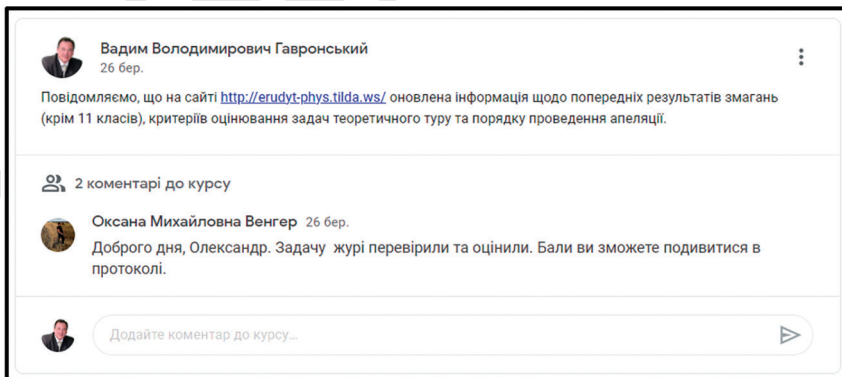 Вадим Володимирович Гавронський
26 бер.
Повідомляємо, що на сайті http://erudyt-phys.tilda.ws/ оновлена інформація щодо попередніх результатів змагань
(крім 11 класів), критеріїв оцінювання задач теоретичного туру та порядку проведення апеляції.
2 коментарі до курсу
Оксана Михайловна Венгер 26 бер.
Доброго дня, Олександр. Задачу журі перевірили та оцінили. Бали ви зможете подивитися в
протоколі.
Додайте коментар до курсу...